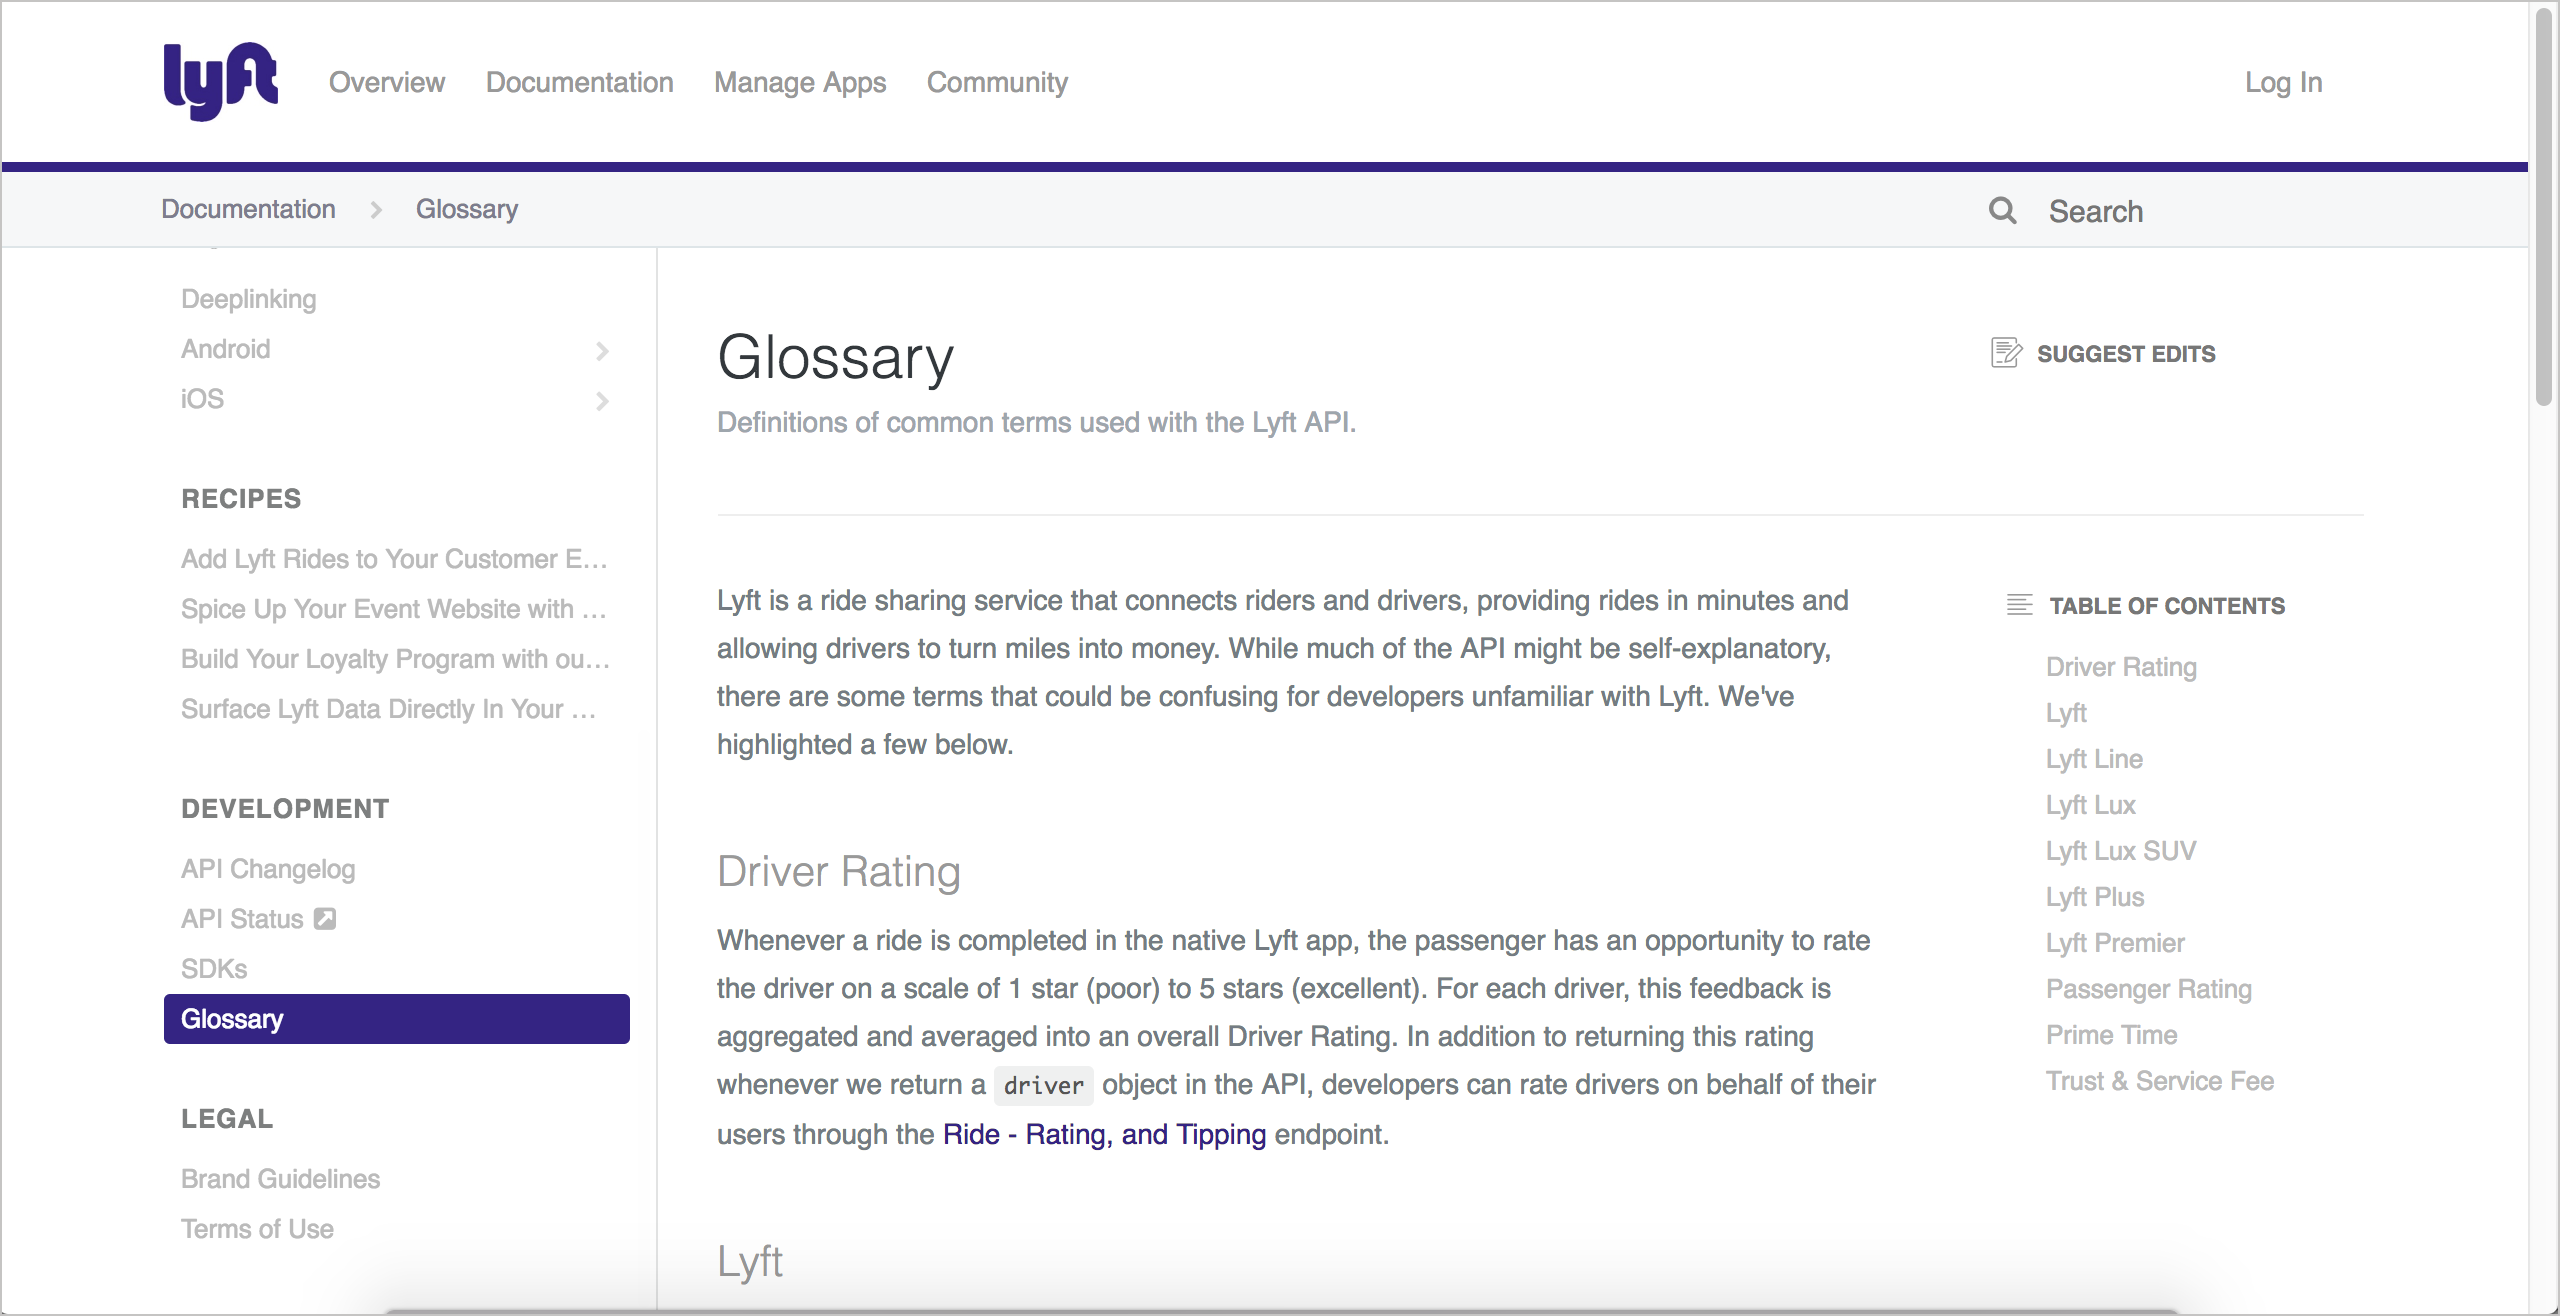 lyft
Overview Documentation Manage Apps Community
Log In
Documentation Glossary
Search
Deeplinking
Android
iOS
RECIPES
Add Lyft Rides to Your Customer E...
Spice Up Your Event Website with ...
Build Your Loyalty Program with ou...
Surface Lyft Data Directly In Your ...
DEVELOPMENT
API Changelog
API Status
SDKs
Glossary
LEGAL
Brand Guidelines
Terms of Use
Glossary
Definitions of common terms used with the Lyft API.
SUGGEST EDITS
Lyft is a ride sharing service that connects riders and drivers, providing rides in minutes and
allowing drivers to turn miles into money. While much of the API might be self-explanatory,
there are some terms that could be confusing for developers unfamiliar with Lyft. We've
highlighted a few below.
Driver Rating
Whenever a ride is completed in the native Lyft app, the passenger has an opportunity to rate
the driver on a scale of 1 star (poor) to 5 stars (excellent). For each driver, this feedback is
aggregated and averaged into an overall Driver Rating. In addition to returning this rating
whenever we return a driver object in the API, developers can rate drivers on behalf of their
users through the Ride - Rating, and Tipping endpoint.
Lyft
TABLE OF CONTENTS
Driver Rating
Lyft
Lyft Line
Lyft Lux
Lyft Lux SUV
Lyft Plus
Lyft Premier
Passenger Rating
Prime Time
Trust & Service Fee